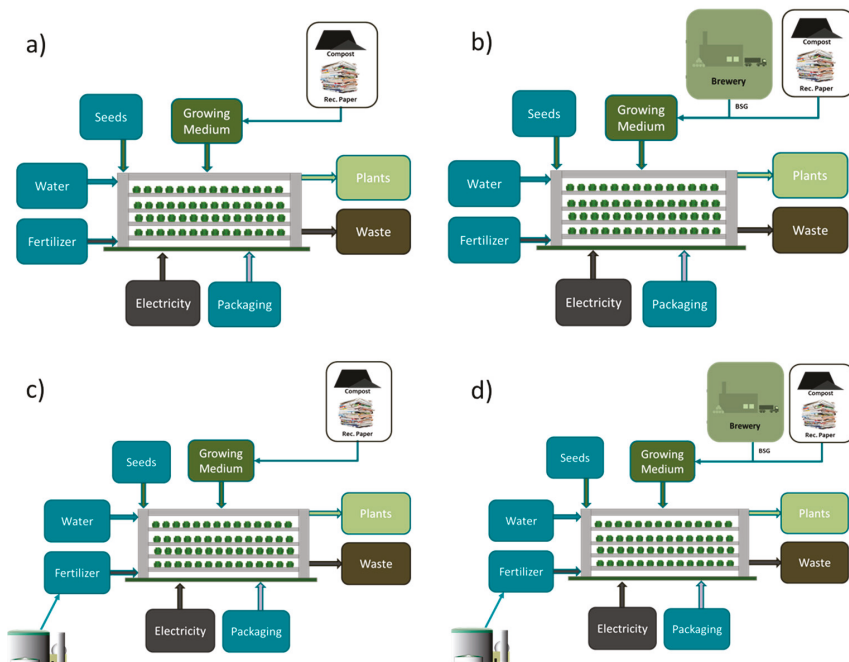 a)
Compost
Rec. Paper
Seeds
Growing
Medium
Water
Plants
Fertilizer
Waste
Electricity
Packaging
b)
Brewery
BSG
Compost
Rec. Paper
Seeds
Growing
Medium
Water
Plants
Fertilizer
Waste
Electricity
Packaging
c)
Compost
Rec. Paper
Seeds
Growing
Medium
Water
Plants
Fertilizer
Waste
Electricity
Packaging
d)
Brewery
BSG
Compost
Rec. Paper
Seeds
Growing
Medium
Water
Plants
Fertilizer
Waste
Electricity
Packaging